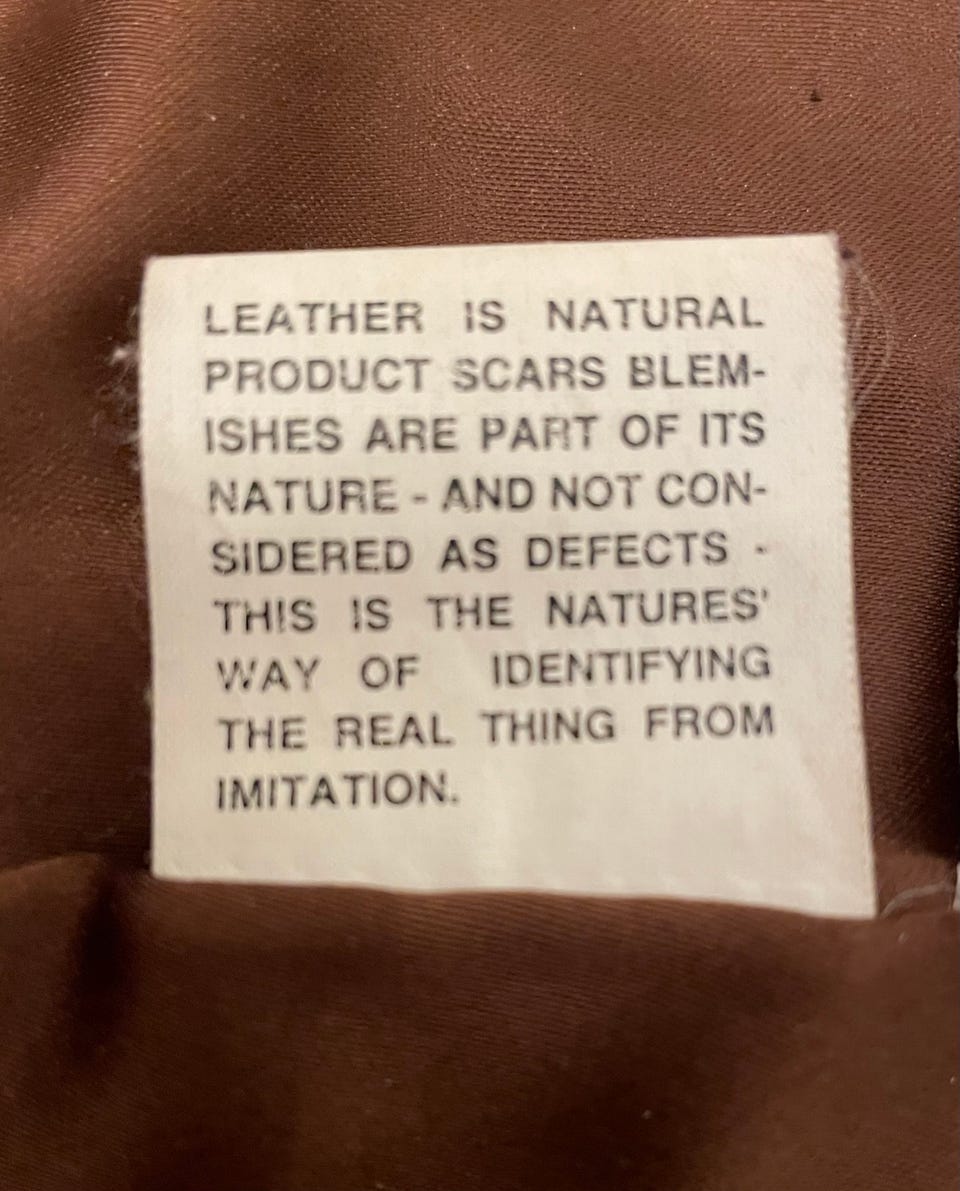 LEATHER IS NATURAL
PRODUCT SCARS BLEM-
ISHES ARE PART OF ITS
NATURE - AND NOT CON-
SIDERED AS DEFECTS -
THIS IS THE NATURES'
WAY OF IDENTIFYING
THE REAL THING FROM
IMITATION.